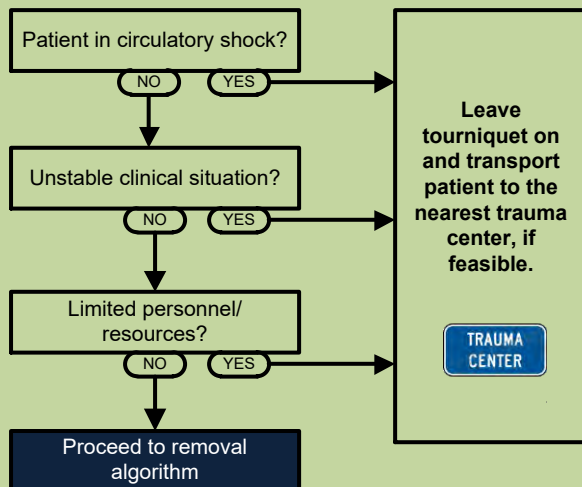 Patient in circulatory shock?
NO
YES
Unstable clinical situation?
NO
YES
Limited personnel/
resources?
NO
YES
Proceed to removal
algorithm
Leave
tourniquet on
and transport
patient to the
nearest trauma
center, if
feasible.
TRAUMA
CENTER